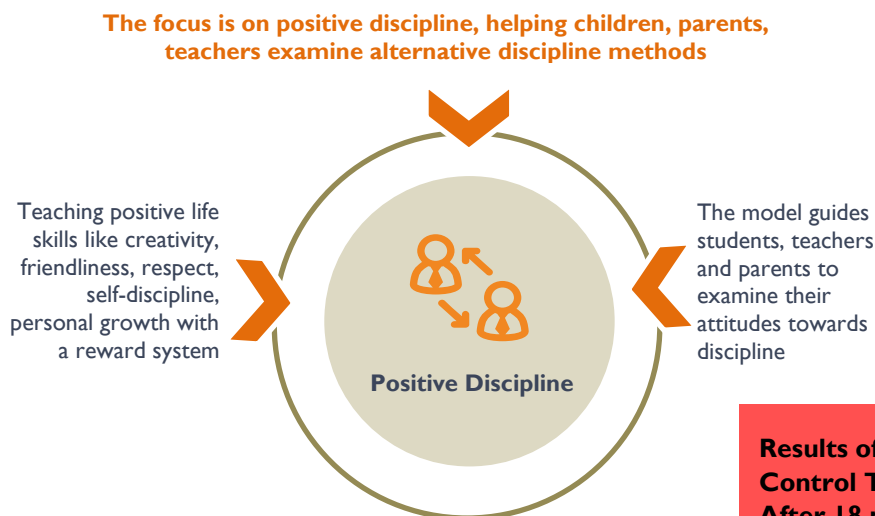 The focus is on positive discipline, helping children, parents,
teachers examine alternative discipline methods
Teaching positive life
skills like creativity,
friendliness, respect,
self-discipline,
personal growth with
a reward system
The model guides
students, teachers
and parents to
examine their
attitudes towards
discipline
Positive Discipline
Results of
Control T
After 18